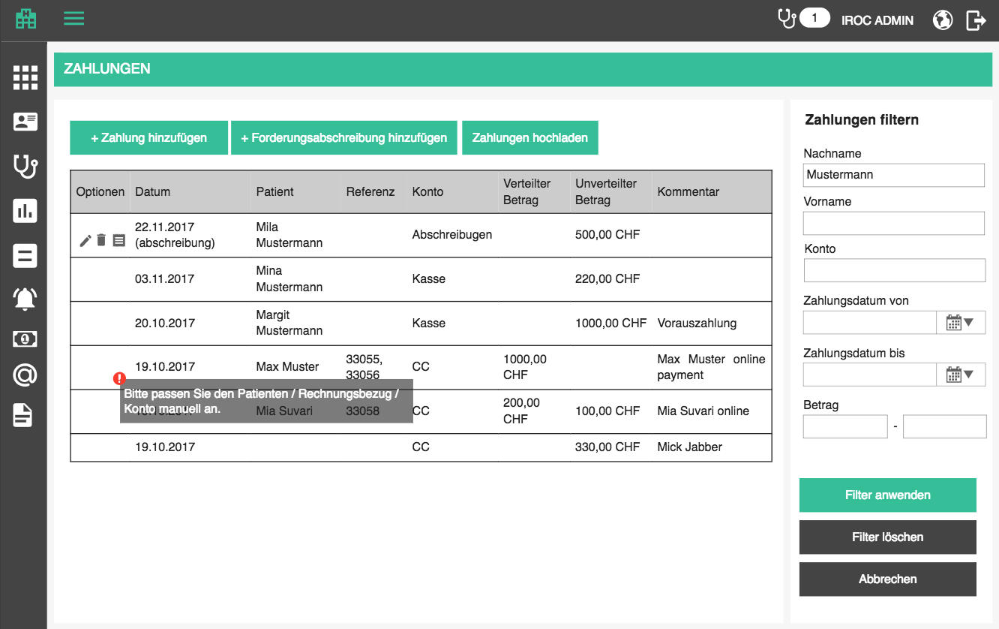 1 IROC ADMIN
ZAHLUNGEN
+ Zahlung hinzufügen + Forderungsabschreibung hinzufügen Zahlungen hochladen
Optionen Datum Patient Referenz Konto Verteilter Betrag Unverteilter Betrag Kommentar
22.11.2017 (abschreibung) Mila Mustermann Abschreibugen 500,00 CHF
03.11.2017 Mina Mustermann Kasse 220,00 CHF
20.10.2017 Margit Mustermann Kasse 1000,00 CHF Vorauszahlung
19.10.2017 Max Muster 33055, 33056 CC 1000,00 CHF Max Muster online payment
Bitte passen Sie den Patienten / Rechnungsbezug /
Konto manuell an.
Mia Suvari 33058 CC 200,00 CHF 100,00 CHF Mia Suvari online
19.10.2017 CC 330,00 CHF Mick Jabber
Zahlungen filtern
Nachname
Mustermann
Vorname
Konto
Zahlungsdatum von
Zahlungsdatum bis
Betrag
-
Filter anwenden
Filter löschen
Abbrechen